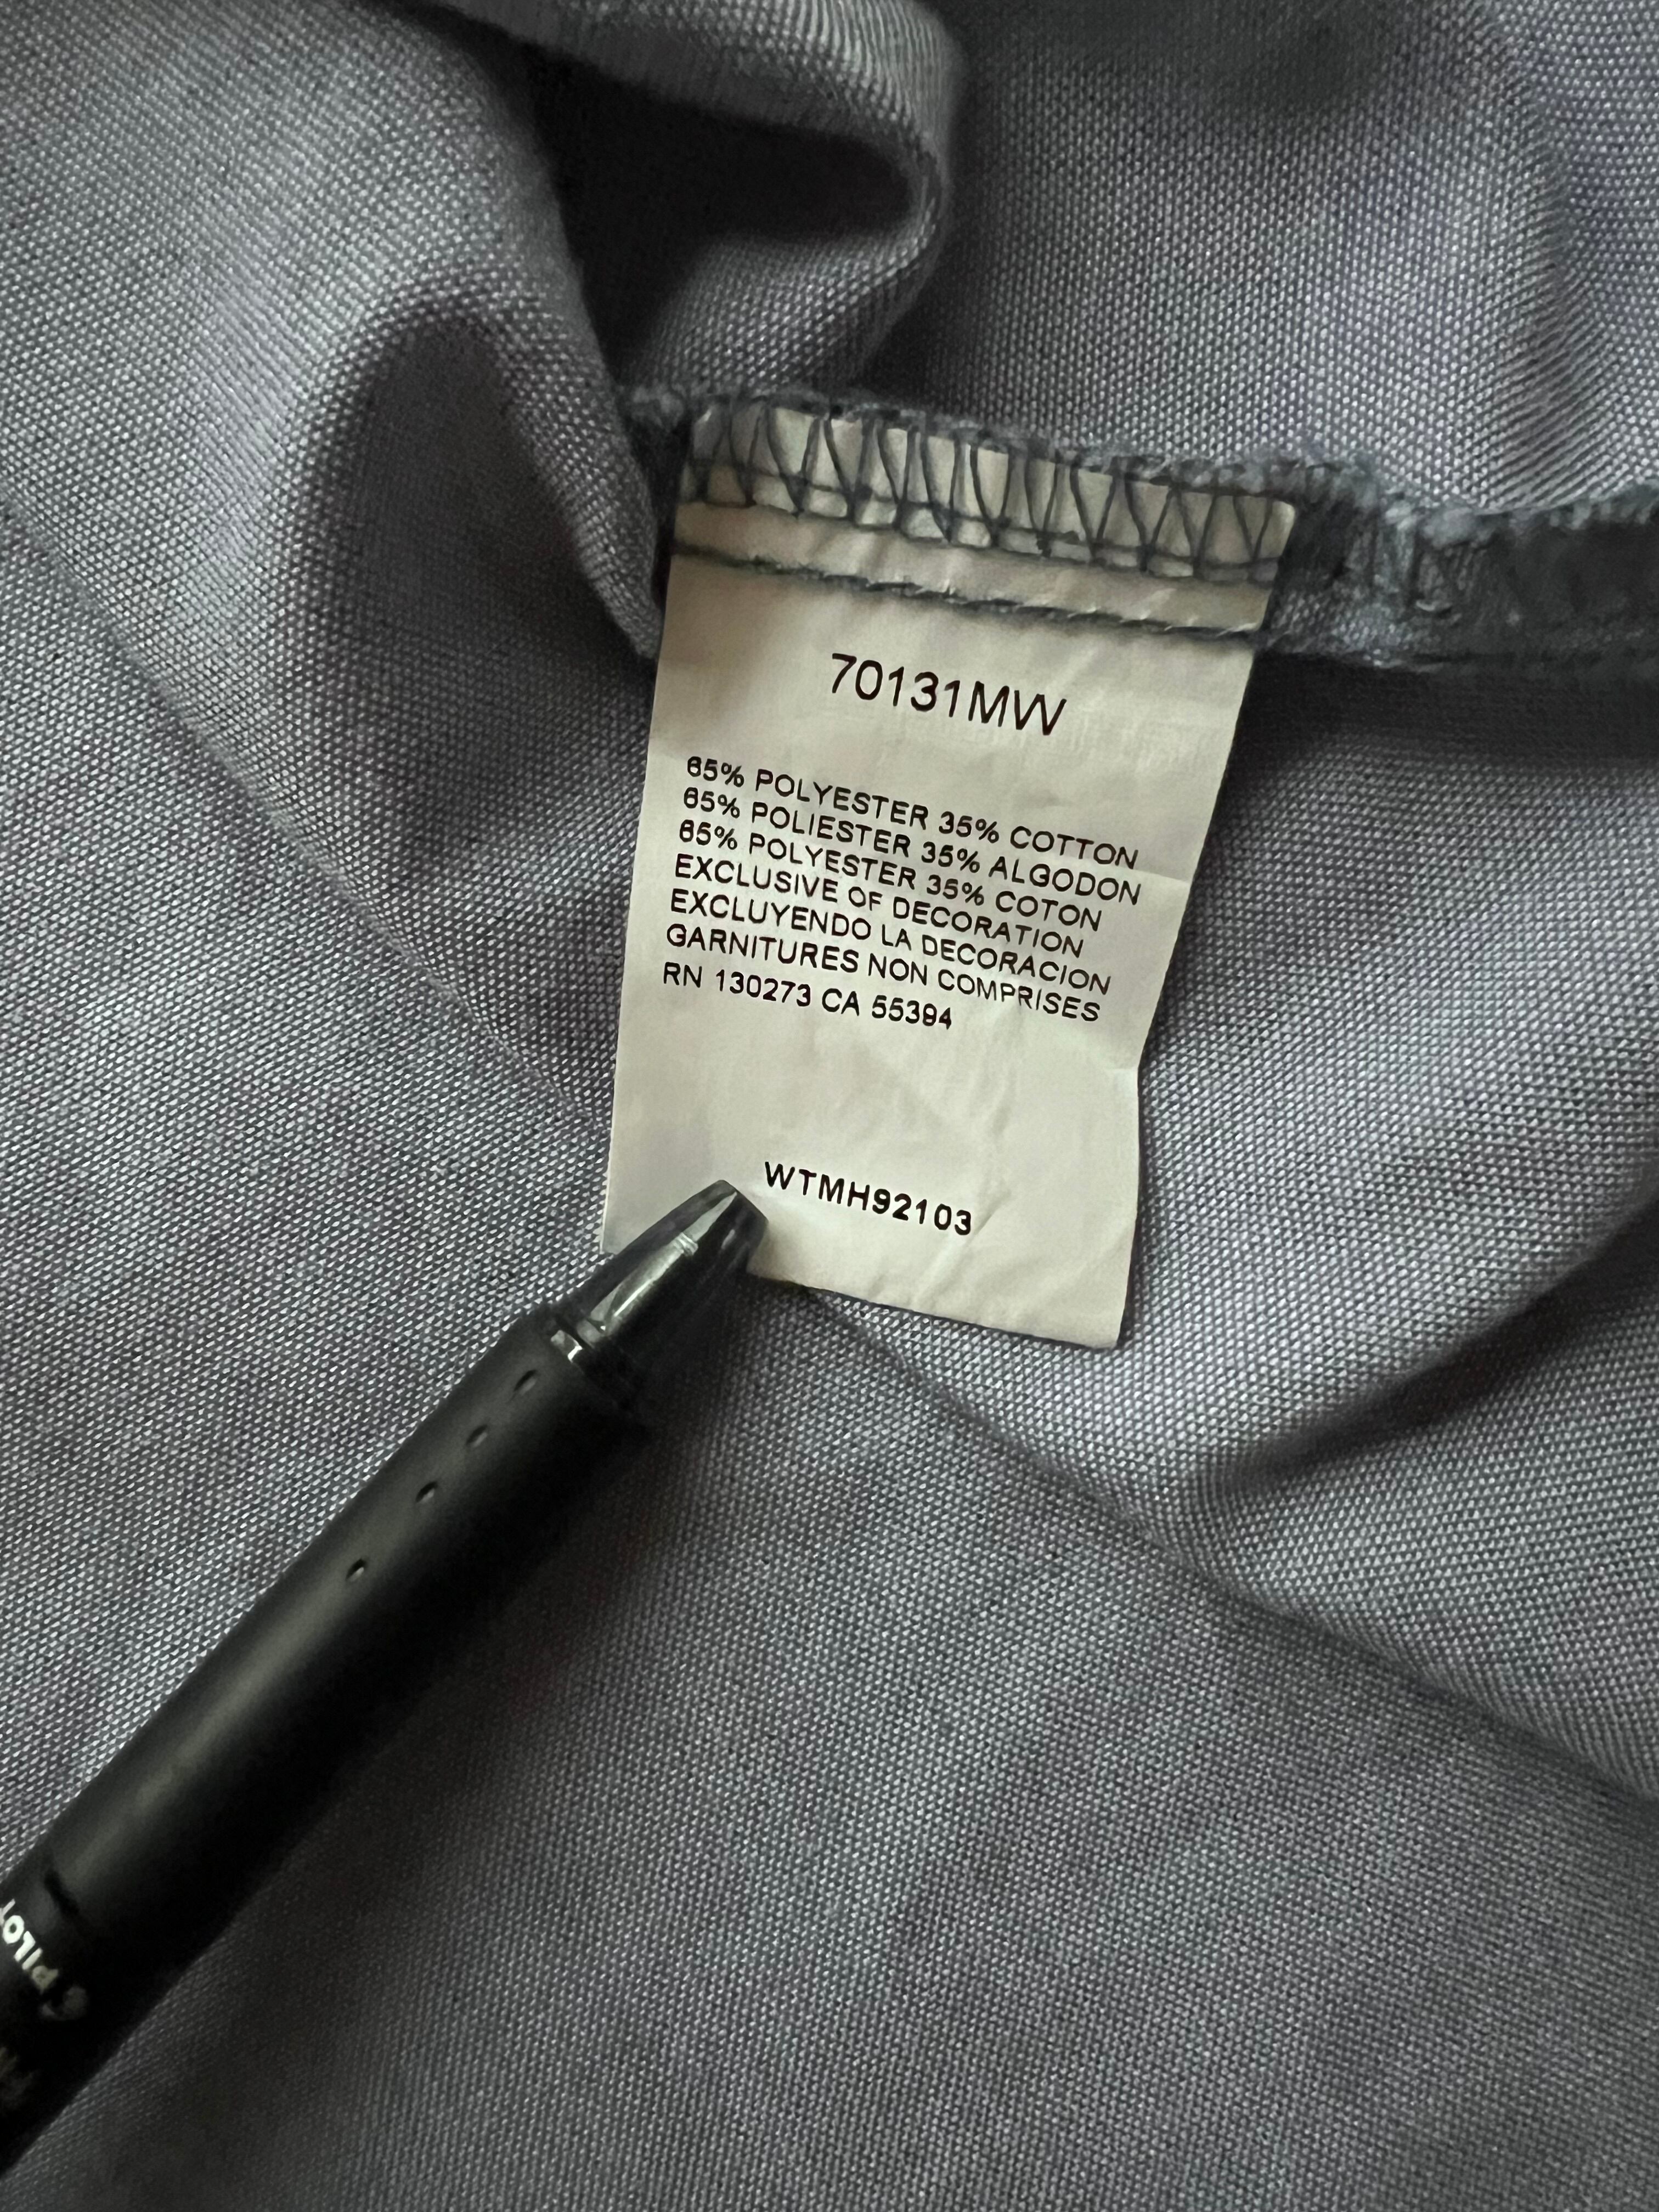 70131MW
65% POLYESTER 35% COTTON
65% POLIESTER 35% ALGODON
65% POLYESTER 35% COTON
EXCLUSIVE OF DECORATION
EXCLUYENDO LA DECORACION
GARNITURES NON COMPRISES
RN 130273 CA 55394
WTMH92103
PILOT